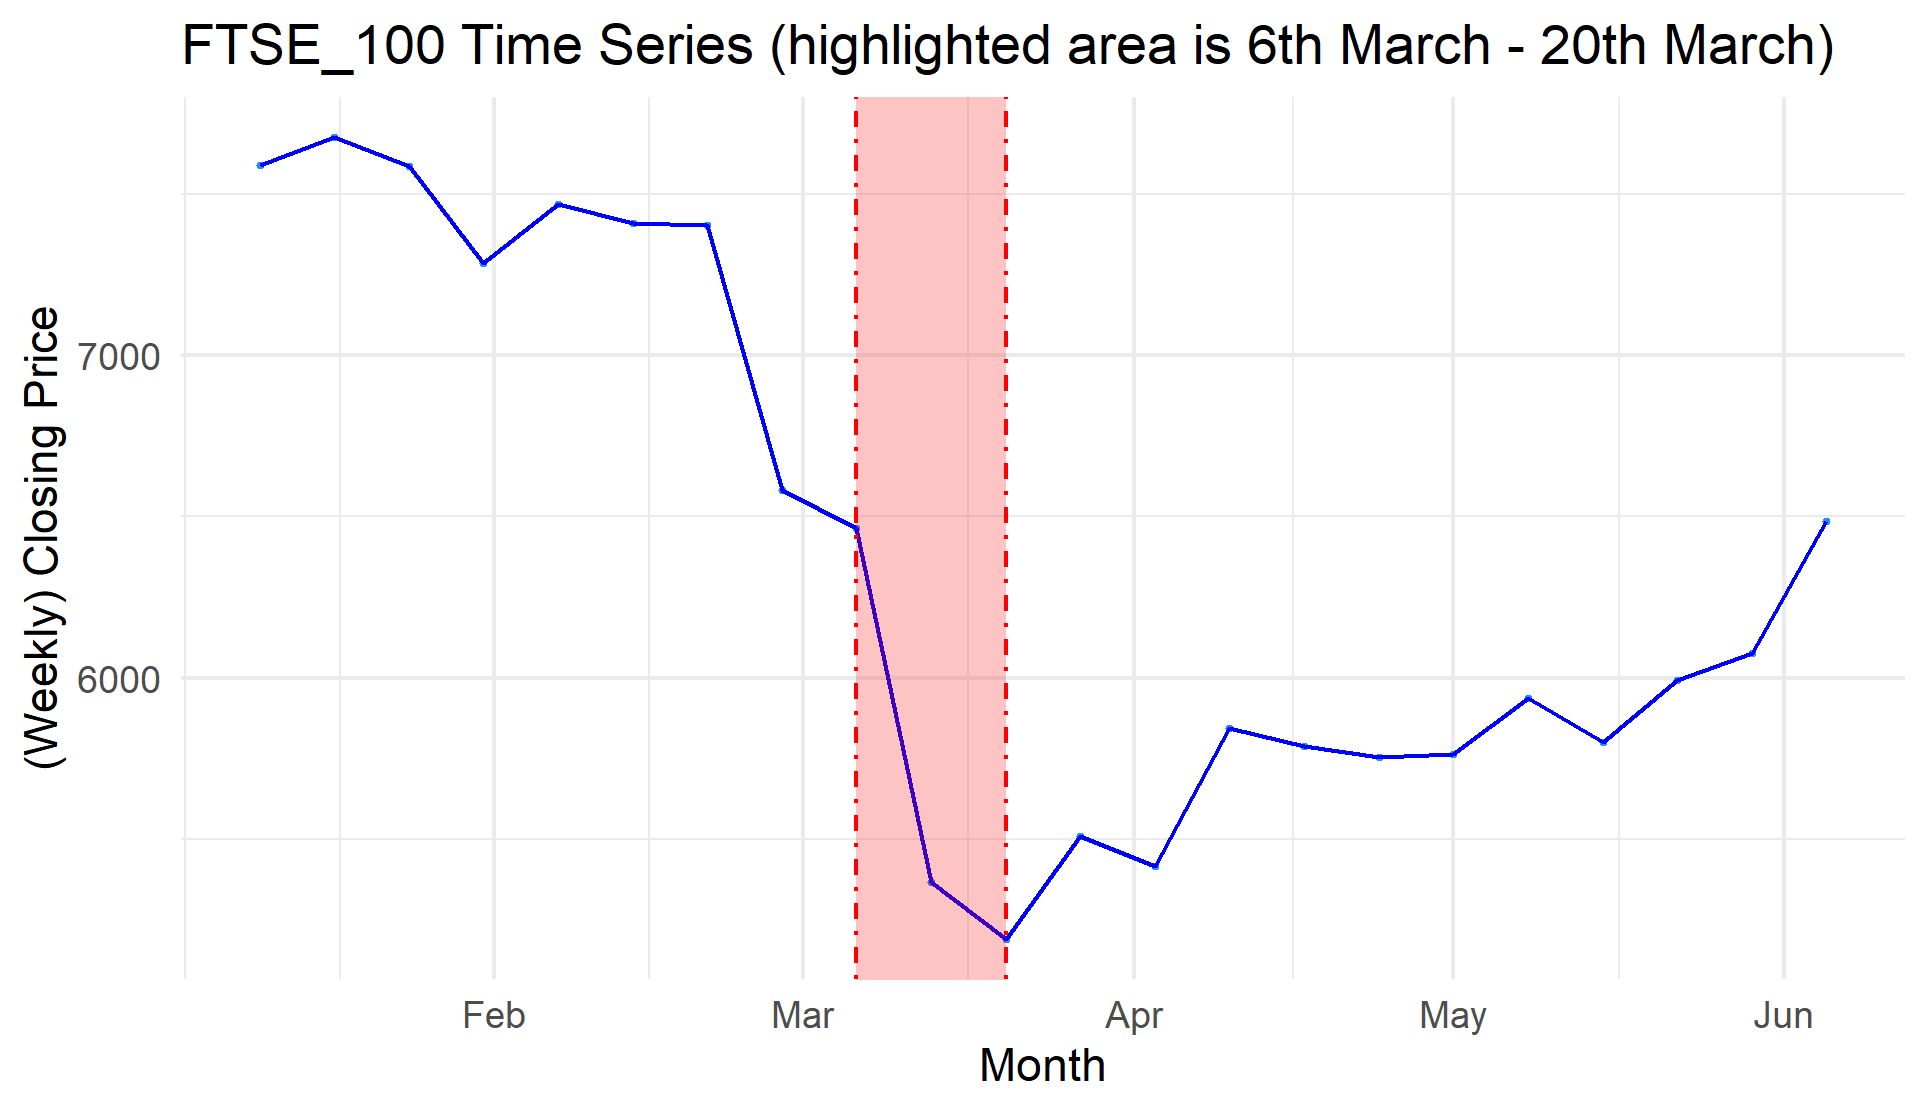 FTSE_100 Time Series (highlighted area is 6th March - 20th March)
(Weekly) Closing Price
7000
6000
Feb Mar Apr May Jun
Month